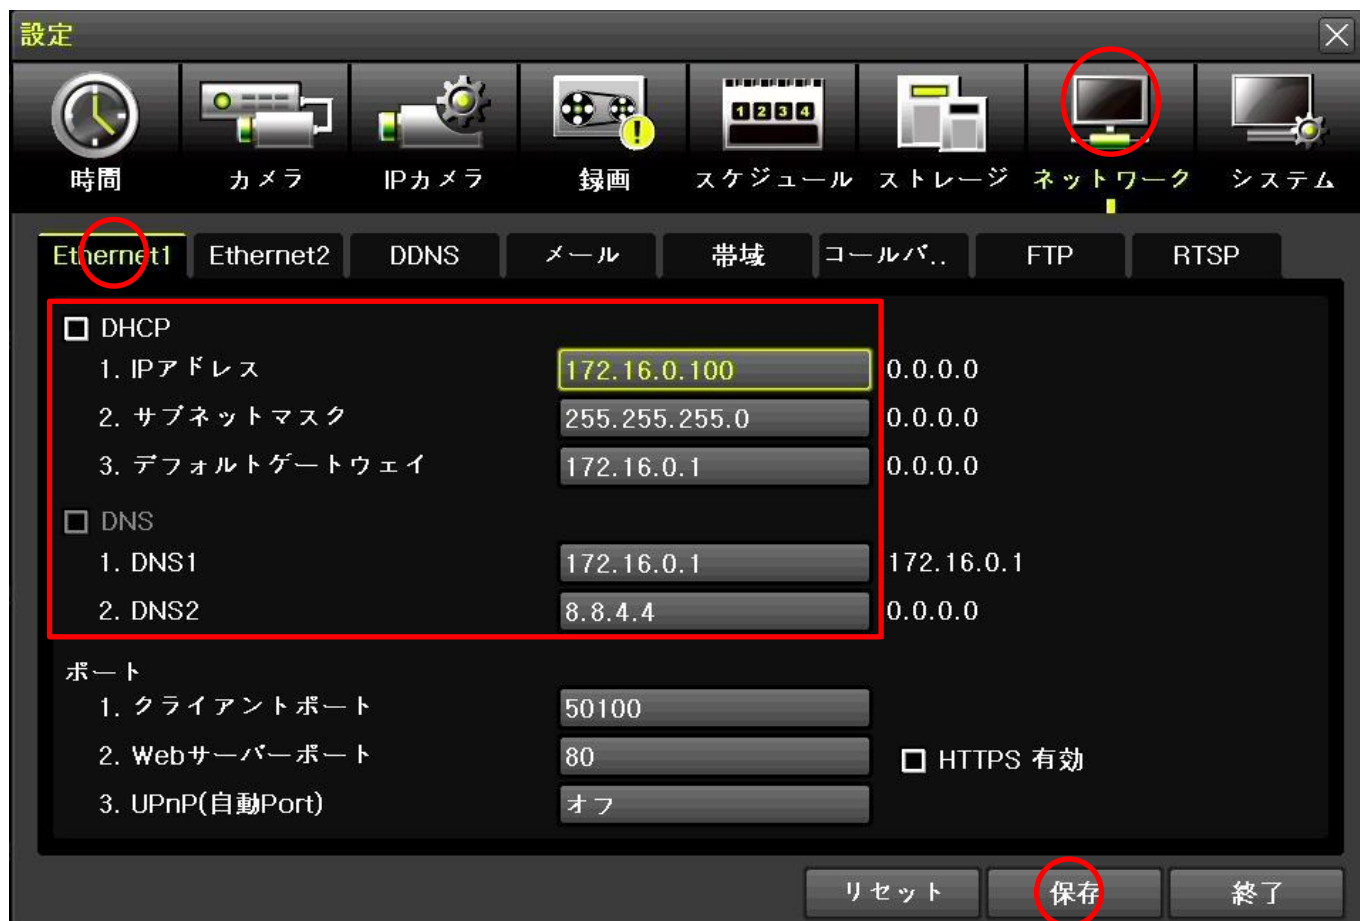 設定
1 2 3 4
時間 カメラ IPカメラ 録画 スケジュール ストレージ ネットワーク システム
Ethernet1 Ethernet2 DDNS メール 帯域 コールバ.. FTP RTSP
DHCP
1. IPアドレス 172.16.0.100 0.0.0.0
2. サブネットマスク 255.255.255.0 0.0.0.0
3. デフォルトゲートウェイ 172.16.0.1 0.0.0.0
DNS
1. DNS1 172.16.0.1 172.16.0.1
2. DNS2 8.8.4.4 0.0.0.0
ポート
1. クライアントポート 50100
2. Webサーバーポート 80 HTTPS 有効
3. UPnP(自動Port) オフ
リセット 保存 終了